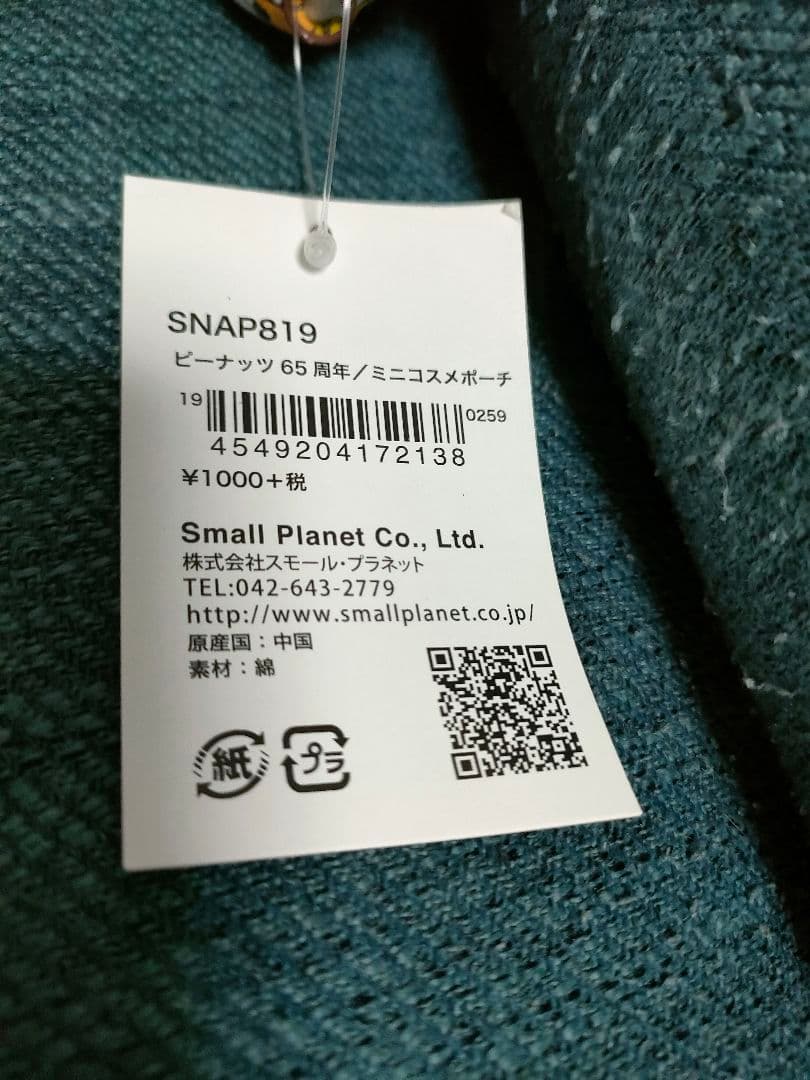 SNAP819
ピーナッツ 65 周年／ミニコスメポーチ
19 0259
4549204172138
¥1000+税
Small Planet Co., Ltd.
株式会社スモール・プラネット
TEL:042-643-2779
http://www.smallplanet.co.jp/
原産国：中国
素材：綿
紙 プラ